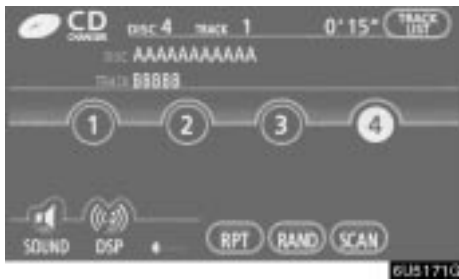 CD CHANGER DISC 4 TRACK 1 0'15" TRACK LIST
DISC AAAAAAAAAAA
TRACK BBBBB
1 2 3 4
SOUND DSP RPT RAND SCAN
6U5171G